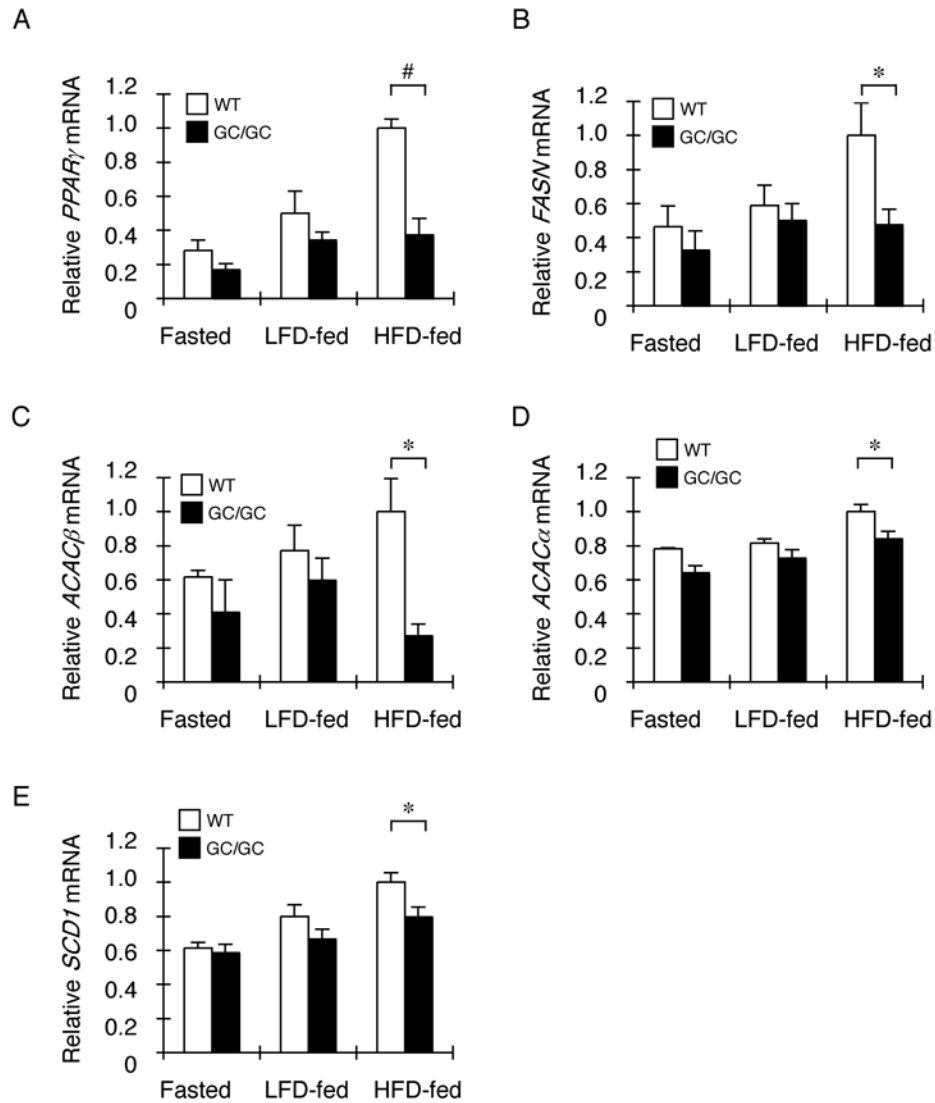 A
Relative PPARγ mRNA
1.2
1.0
0.8
0.6
0.4
0.2
0
WT
GC/GC
#
Fasted LFD-fed HFD-fed
B
Relative FASN mRNA
1.2
1.0
0.8
0.6
0.4
0.2
0
WT
GC/GC
*
Fasted LFD-fed HFD-fed
C
Relative ACACβ mRNA
1.2
1.0
0.8
0.6
0.4
0.2
0
WT
GC/GC
*
Fasted LFD-fed HFD-fed
D
Relative ACACα mRNA
1.2
1.0
0.8
0.6
0.4
0.2
0
WT
GC/GC
*
Fasted LFD-fed HFD-fed
E
Relative SCD1 mRNA
1.2
1.0
0.8
0.6
0.4
0.2
0
WT
GC/GC
*
Fasted LFD-fed HFD-fed